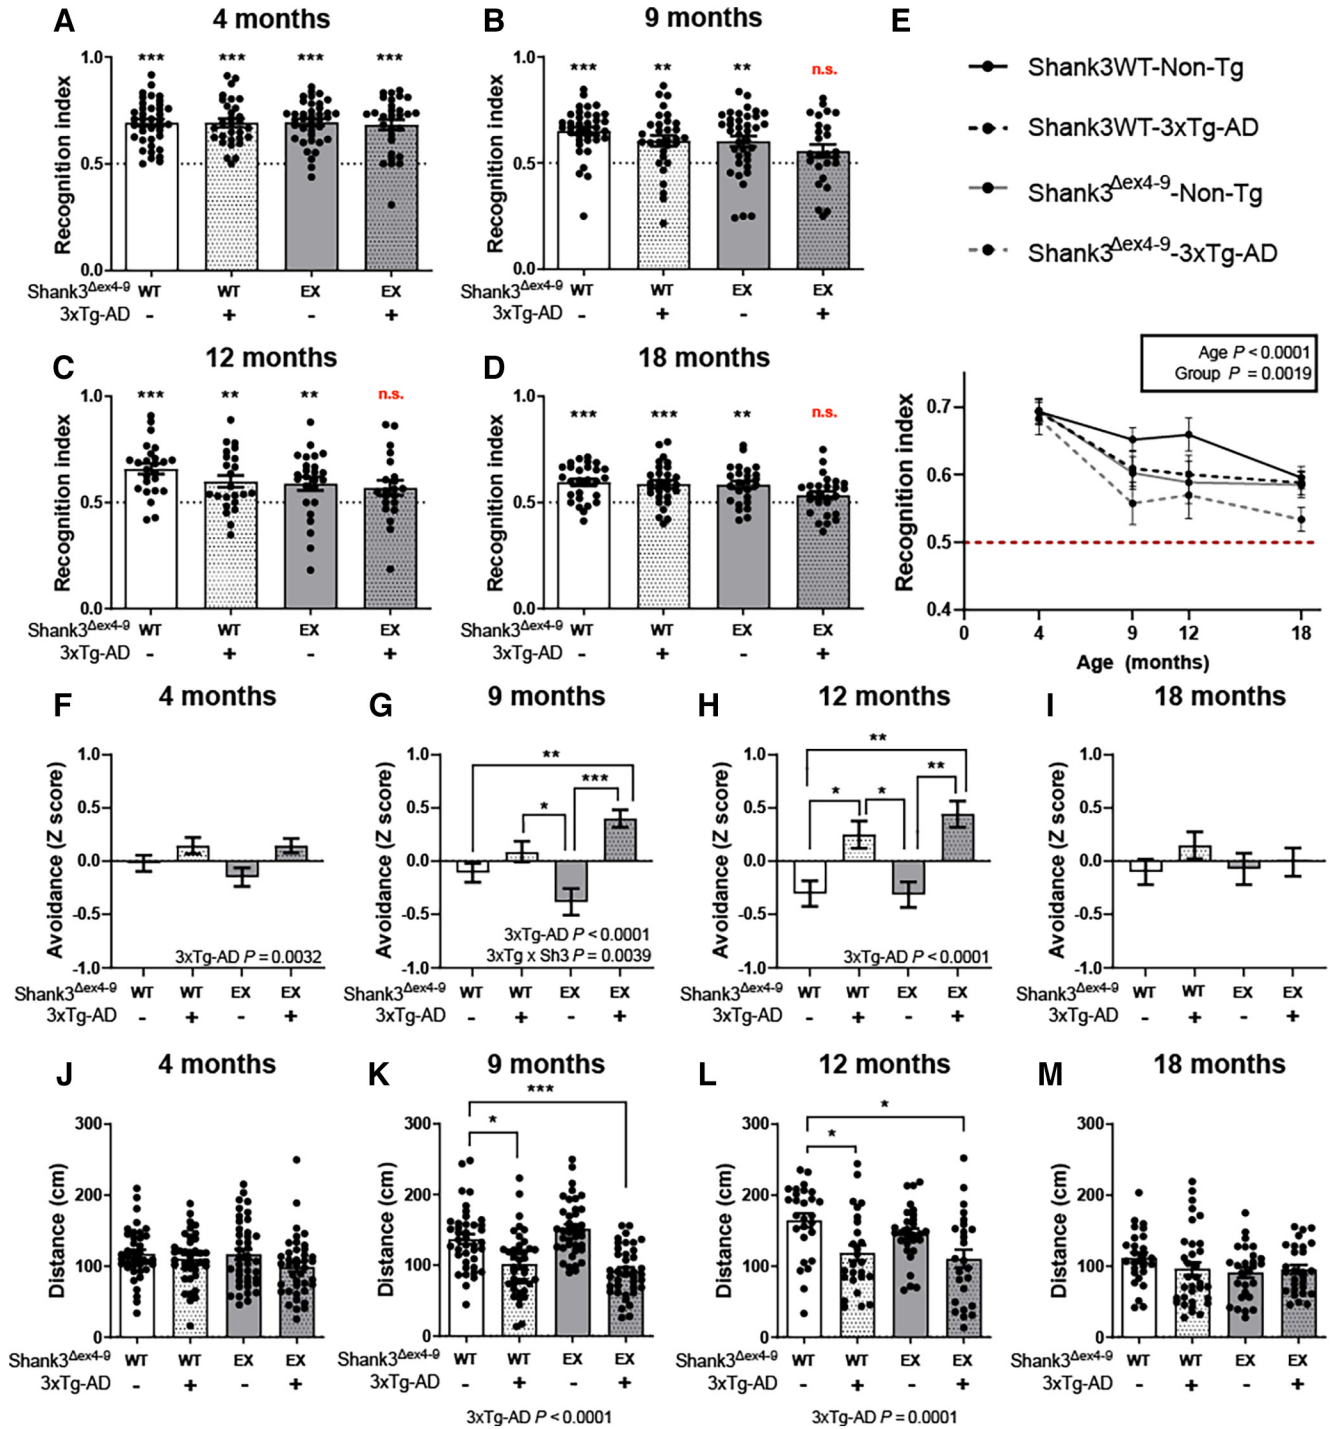 A
4 months
Recognition index
1.0
0.5
0.0
*** *** *** ***
Shank3Δex4-9 WT WT EX EX
3xTg-AD - + - +
B
9 months
Recognition index
1.0
0.5
0.0
*** ** ** n.s.
Shank3Δex4-9 WT WT EX EX
3xTg-AD - + - +
C
12 months
Recognition index
1.0
0.5
0.0
*** ** ** n.s.
Shank3Δex4-9 WT WT EX EX
3xTg-AD - + - +
D
18 months
Recognition index
1.0
0.5
0.0
*** *** ** n.s.
Shank3Δex4-9 WT WT EX EX
3xTg-AD - + - +
E
Shank3WT-Non-Tg
Shank3WT-3xTg-AD
Shank3Δex4-9-Non-Tg
Shank3Δex4-9-3xTg-AD
Age P < 0.0001
Group P = 0.0019
Recognition index
0.7
0.6
0.5
0.4
0 4 9 12 18
Age (months)
F
4 months
Avoidance (Z score)
1.0
0.5
0.0
-0.5
-1.0
3xTg-AD P = 0.0032
Shank3Δex4-9 WT WT EX EX
3xTg-AD - + - +
G
9 months
Avoidance (Z score)
1.0
0.5
0.0
-0.5
-1.0
**
***
*
3xTg-AD P < 0.0001
3xTg x Sh3 P = 0.0039
Shank3Δex4-9 WT WT EX EX
3xTg-AD - + - +
H
12 months
Avoidance (Z score)
1.0
0.5
0.0
-0.5
-1.0
**
**
* *
3xTg-AD P < 0.0001
Shank3Δex4-9 WT WT EX EX
3xTg-AD - + - +
I
18 months
Avoidance (Z score)
1.0
0.5
0.0
-0.5
-1.0
Shank3Δex4-9 WT WT EX EX
3xTg-AD - + - +
J
4 months
Distance (cm)
300
200
100
0
Shank3Δex4-9 WT WT EX EX
3xTg-AD - + - +
K
9 months
Distance (cm)
300
200
100
0
***
*
Shank3Δex4-9 WT WT EX EX
3xTg-AD - + - +
3xTg-AD P < 0.0001
L
12 months
Distance (cm)
300
200
100
0
*
*
Shank3Δex4-9 WT WT EX EX
3xTg-AD - + - +
3xTg-AD P = 0.0001
M
18 months
Distance (cm)
300
200
100
0
Shank3Δex4-9 WT WT EX EX
3xTg-AD - + - +